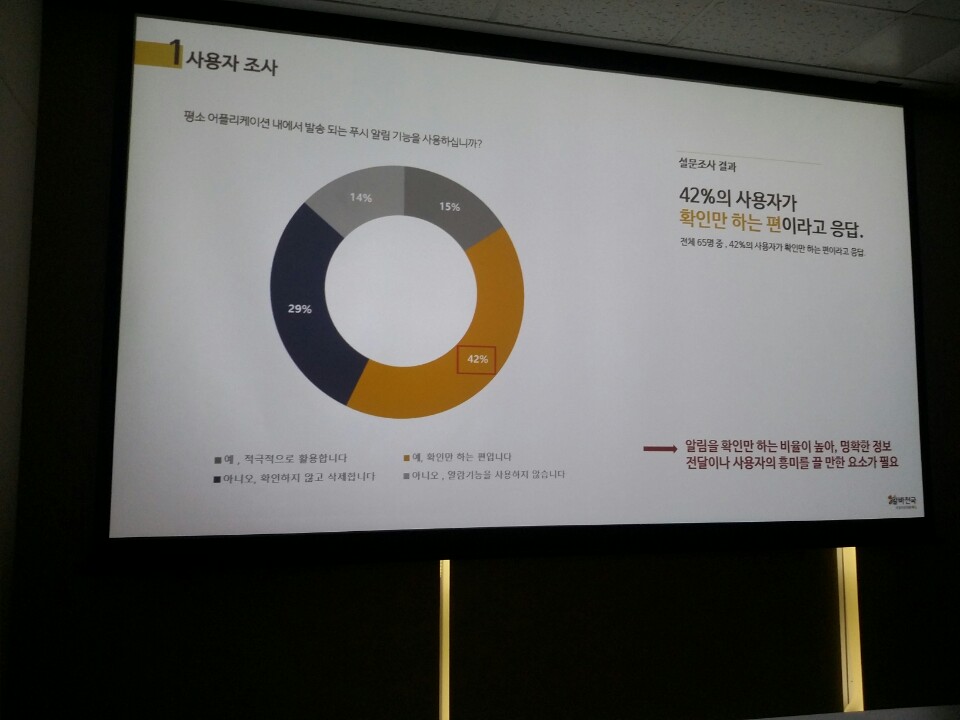 1 사용자 조사
평소 어플리케이션 내에서 발송 되는 푸시 알림 기능을 사용하십니까?
14%
15%
29%
42%
예 , 적극적으로 활용합니다
예, 확인만 하는 편입니다
아니오, 확인하지 않고 삭제합니다
아니오 , 알람기능을 사용하지 않습니다
설문조사 결과
42%의 사용자가
확인만 하는 편이라고 응답.
전체 65명 중 , 42%의 사용자가 확인만 하는 편이라고 응답.
알림을 확인만 하는 비율이 높아, 명확한 정보
전달이나 사용자의 흥미를 끌 만한 요소가 필요